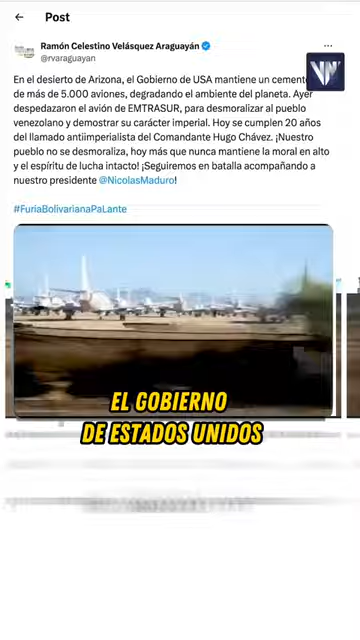 Post
Ramón Celestino Velásquez Araguayán
@rvaraguayan
VN
En el desierto de Arizona, el Gobierno de USA mantiene un cement
de más de 5.000 aviones, degradando el ambiente del planeta. Ayer
despedazaron el avión de EMTRASUR, para desmoralizar al pueblo
venezolano y demostrar su carácter imperial. Hoy se cumplen 20 años
del llamado antiimperialista del Comandante Hugo Chávez. ¡Nuestro
pueblo no se desmoraliza, hoy más que nunca mantiene la moral en alto
y el espíritu de lucha intacto! ¡Seguiremos en batalla acompañando a
nuestro presidente @NicolasMaduro!
#FuriaBolivarianaPaLante
EL GOBIERNO
DE ESTADOS UNIDOS